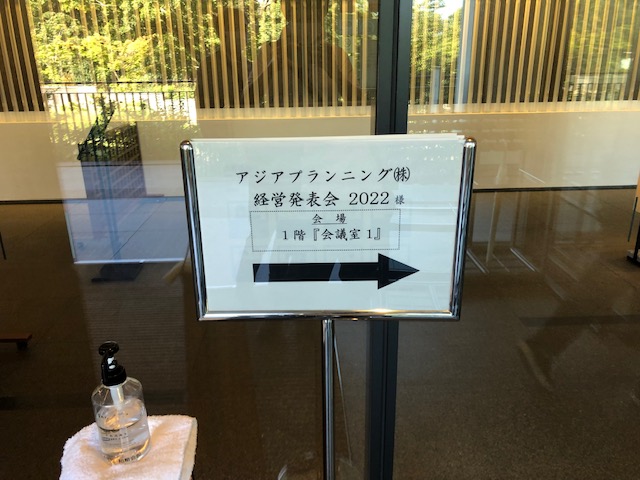 アジアプランニング㈱
経営発表会 2022 様
会 場
1階『会議室1』